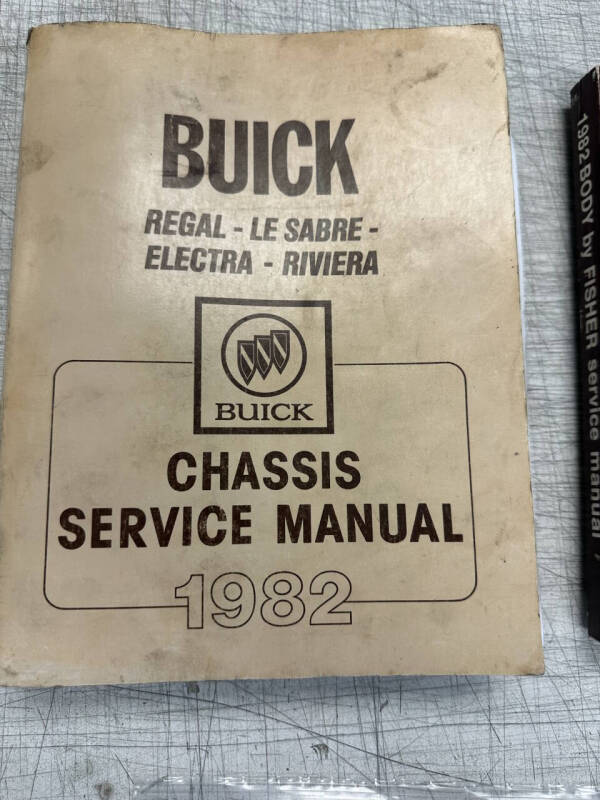 BUICK
REGAL - LE SABRE -
ELECTRA - RIVIERA
BUICK
CHASSIS
SERVICE MANUAL
1982
1982 BODY by FISHER service manual